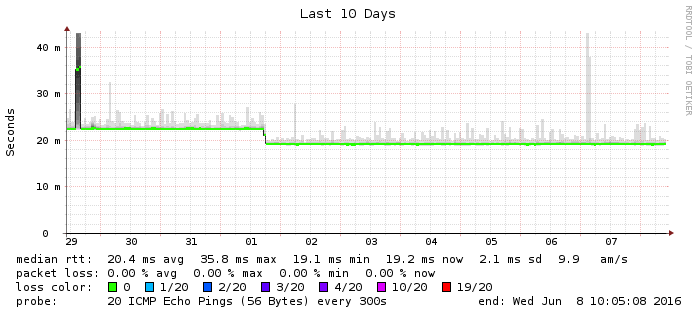 Last 10 Days
RRDTOOL / TOBI OETIKER
Seconds
40 m
30 m
20 m
10 m
0
29 30 31 01 02 03 04 05 06 07
median rtt: 20.4 ms avg 35.8 ms max 19.1 ms min 19.2 ms now 2.1 ms sd 9.9 am/s
packet loss: 0.00 % avg 0.00 % max 0.00 % min 0.00 % now
loss color: 0 1/20 2/20 3/20 4/20 10/20 19/20
probe: 20 ICMP Echo Pings (56 Bytes) every 300s end: Wed Jun 8 10:05:08 2016